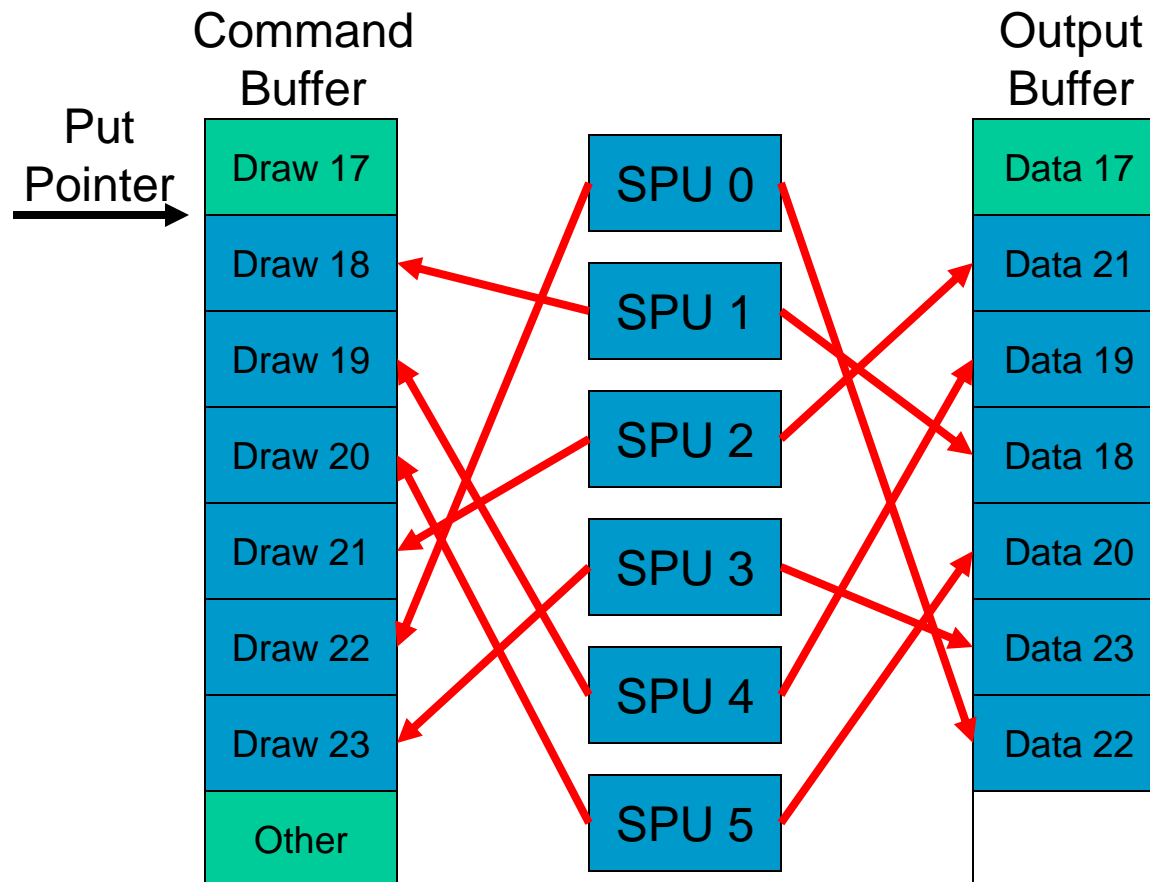 Command
Buffer
Put
Pointer
Draw 17
Draw 18
Draw 19
Draw 20
Draw 21
Draw 22
Draw 23
Other
SPU 0
SPU 1
SPU 2
SPU 3
SPU 4
SPU 5
Output
Buffer
Data 17
Data 21
Data 19
Data 18
Data 20
Data 23
Data 22